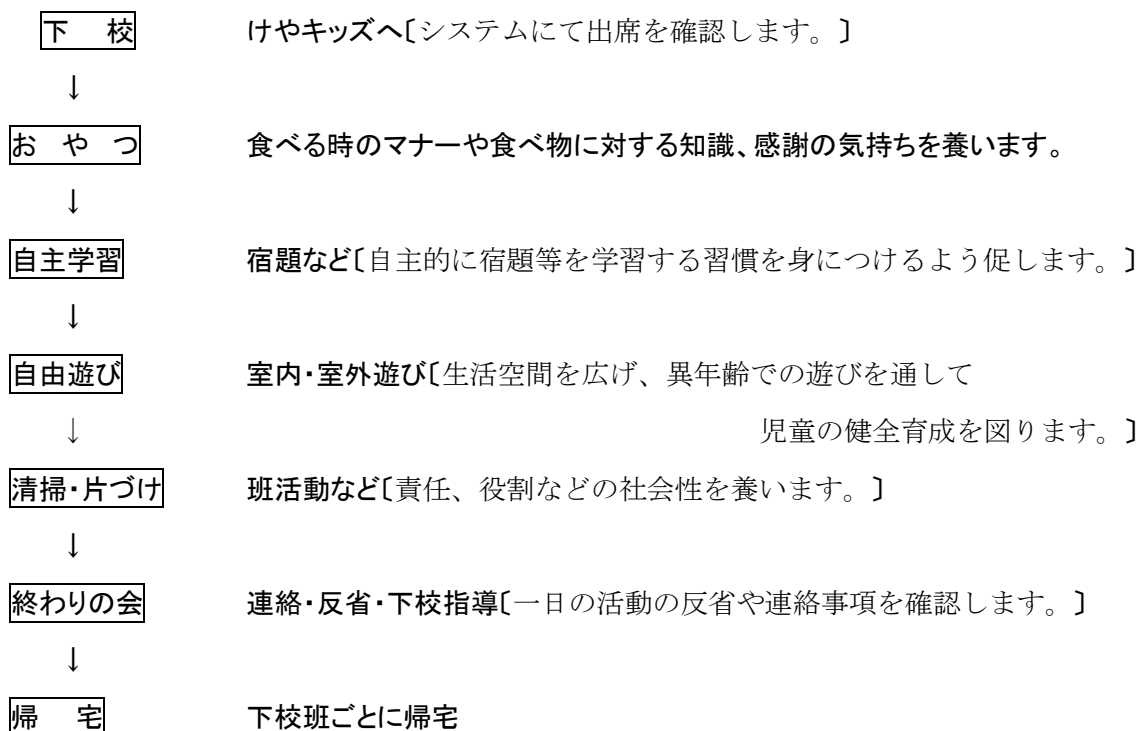 下　校　けやキッズへ〔システムにて出席を確認します。〕
↓
お　や　つ　食べる時のマナーや食べ物に対する知識、感謝の気持ちを養います。
↓
自主学習　宿題など〔自主的に宿題等を学習する習慣を身につけるよう促します。〕
↓
自由遊び　室内・室外遊び〔生活空間を広げ、異年齢での遊びを通して
↓　児童の健全育成を図ります。〕
清掃・片づけ　班活動など〔責任、役割などの社会性を養います。〕
↓
終わりの会　連絡・反省・下校指導〔一日の活動の反省や連絡事項を確認します。〕
↓
帰　宅　下校班ごとに帰宅